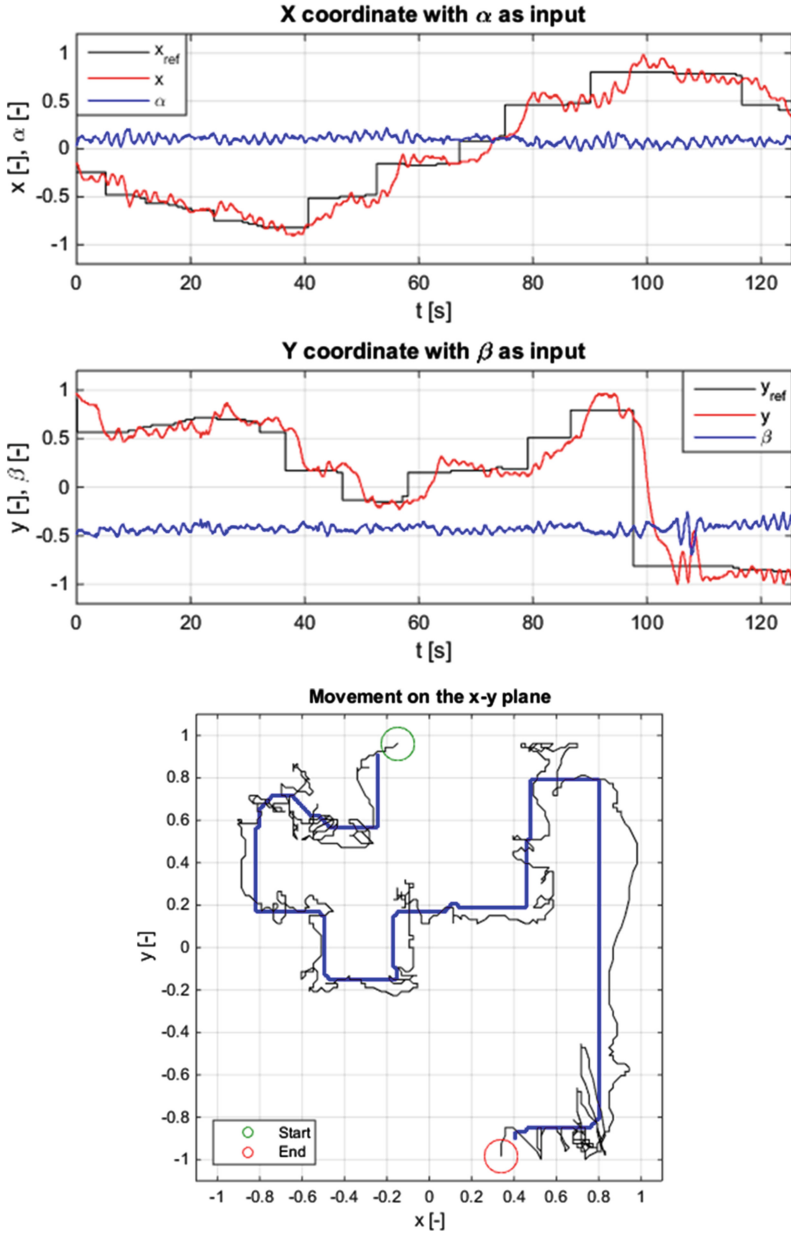 X coordinate with α as input
x_ref
x
α
1
0.5
0
-0.5
-1
x [-], α [-]
0 20 40 60 80 100 120
t [s]
Y coordinate with β as input
y_ref
y
β
1
0.5
0
-0.5
-1
y [-], β [-]
0 20 40 60 80 100 120
t [s]
Movement on the x-y plane
1
0.8
0.6
0.4
0.2
0
-0.2
-0.4
-0.6
-0.8
-1
y [-]
Start
End
-1 -0.8 -0.6 -0.4 -0.2 0 0.2 0.4 0.6 0.8 1
x [-]